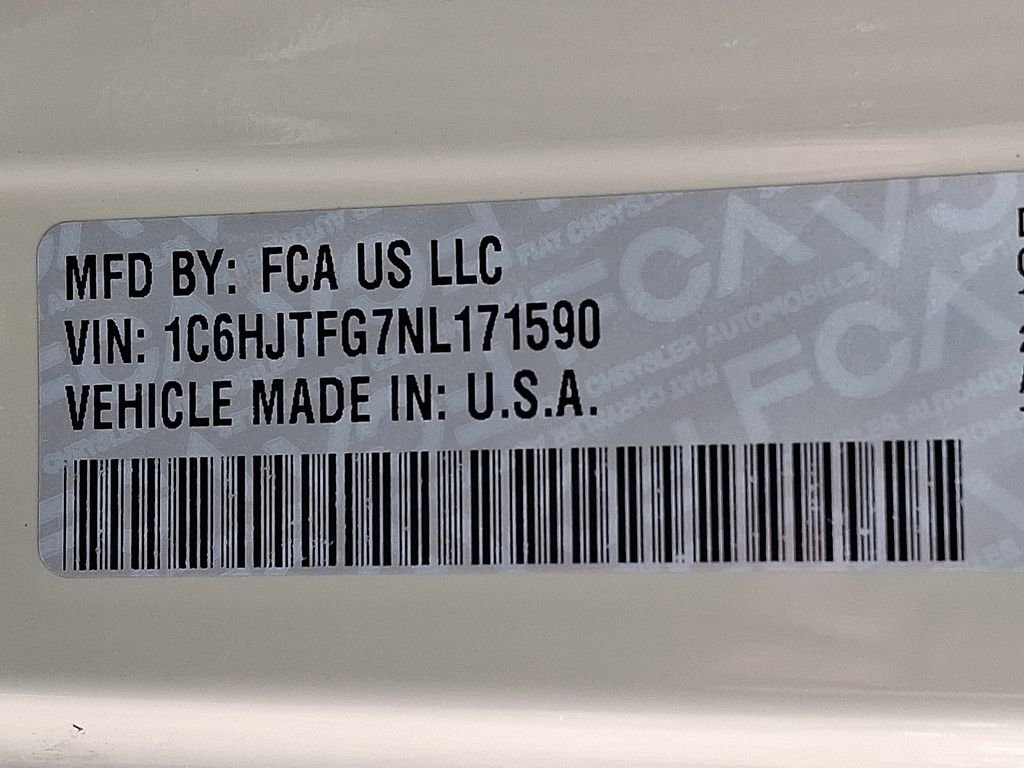 MFD BY: FCA US LLC
VIN: 1C6HJTFG7NL171590
VEHICLE MADE IN: U.S.A.